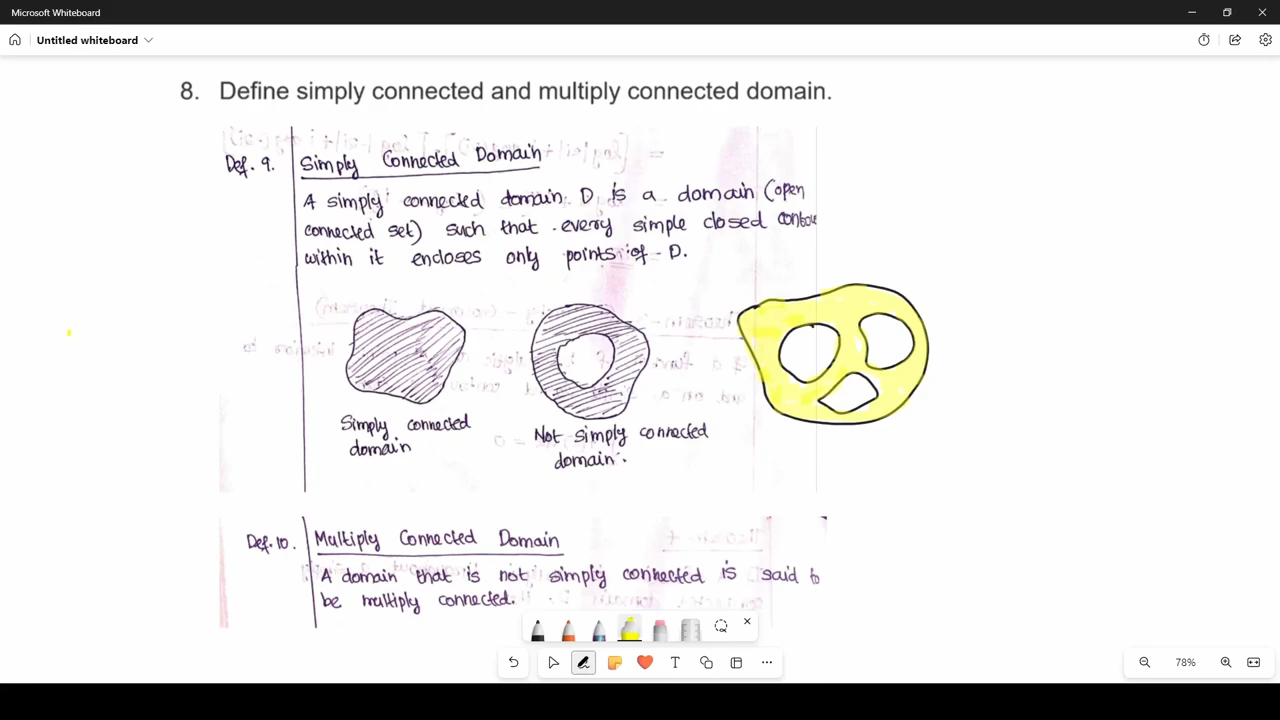 Microsoft Whiteboard
Untitled whiteboard
8. Define simply connected and multiply connected domain.
Def. 9. Simply Connected Domain
A simply connected domain D is a domain (open
connected set) such that every simple closed contou
within it encloses only points of D.
Simply connected
domain
Not simply connected
domain.
Def. 10. Multiply Connected Domain
A domain that is not simply connected is said to
be multiply connected.
78%